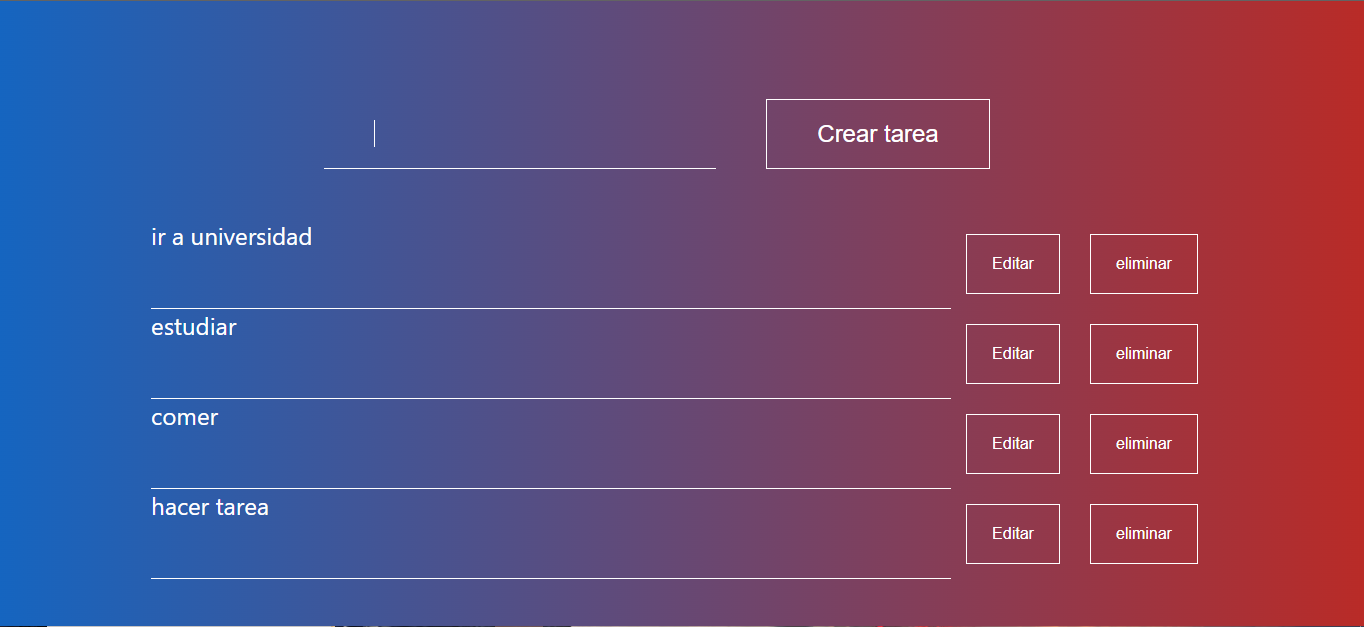 Crear tarea
ir a universidad
Editar
eliminar
estudiar
Editar
eliminar
comer
Editar
eliminar
hacer tarea
Editar
eliminar